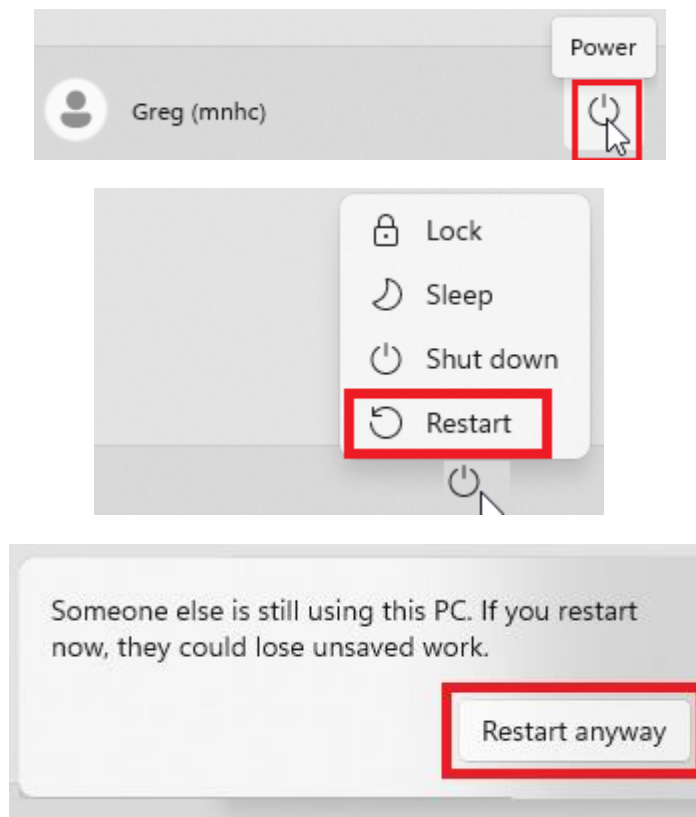 Power
Greg (mnhc)
Lock
Sleep
Shut down
Restart
Someone else is still using this PC. If you restart
now, they could lose unsaved work.
Restart anyway